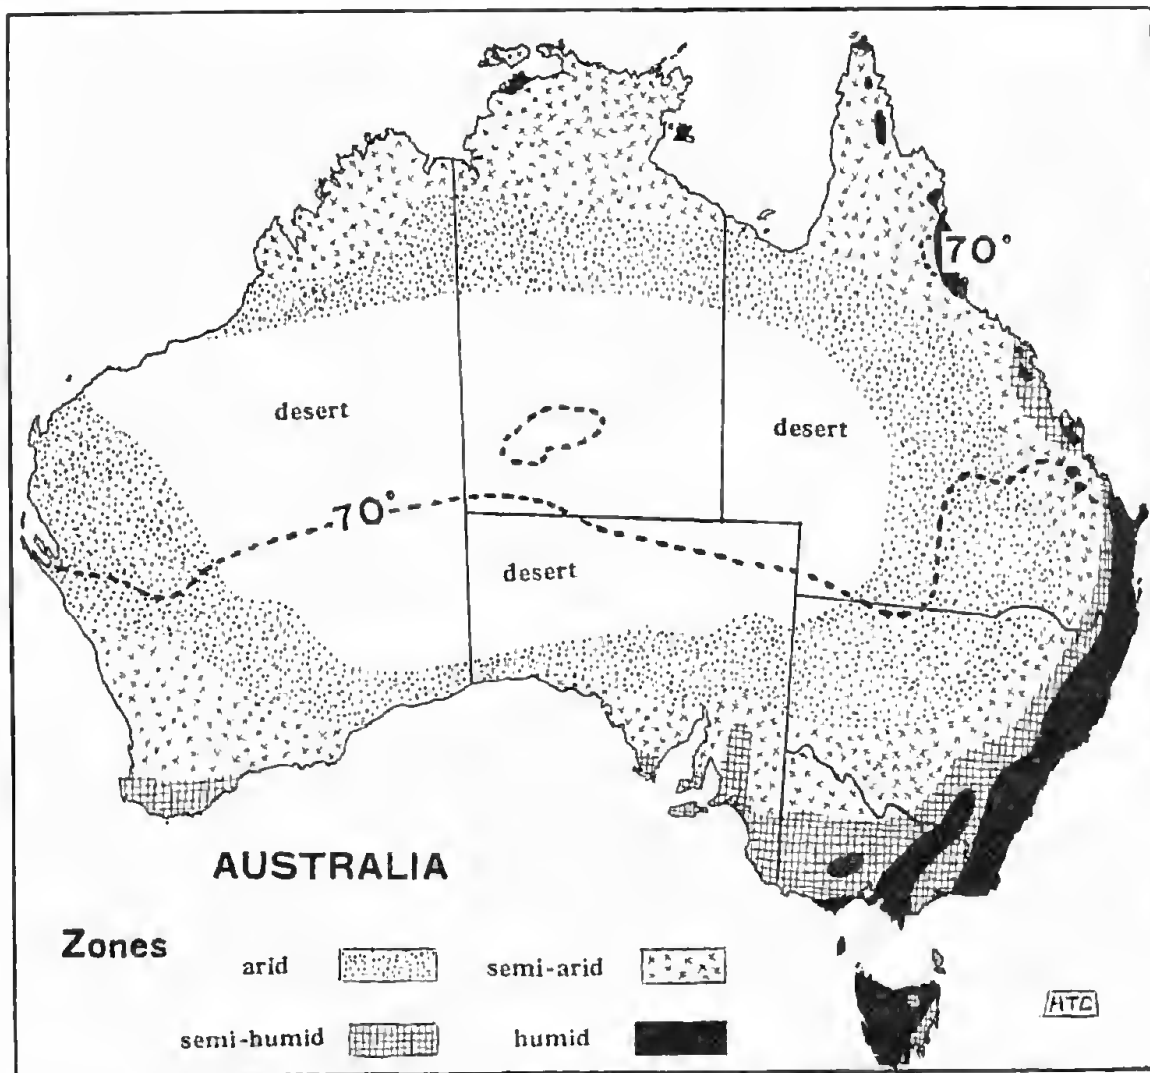 70°
desert
desert
70°
desert
AUSTRALIA
Zones
arid
semi-arid
semi-humid
humid
HTC